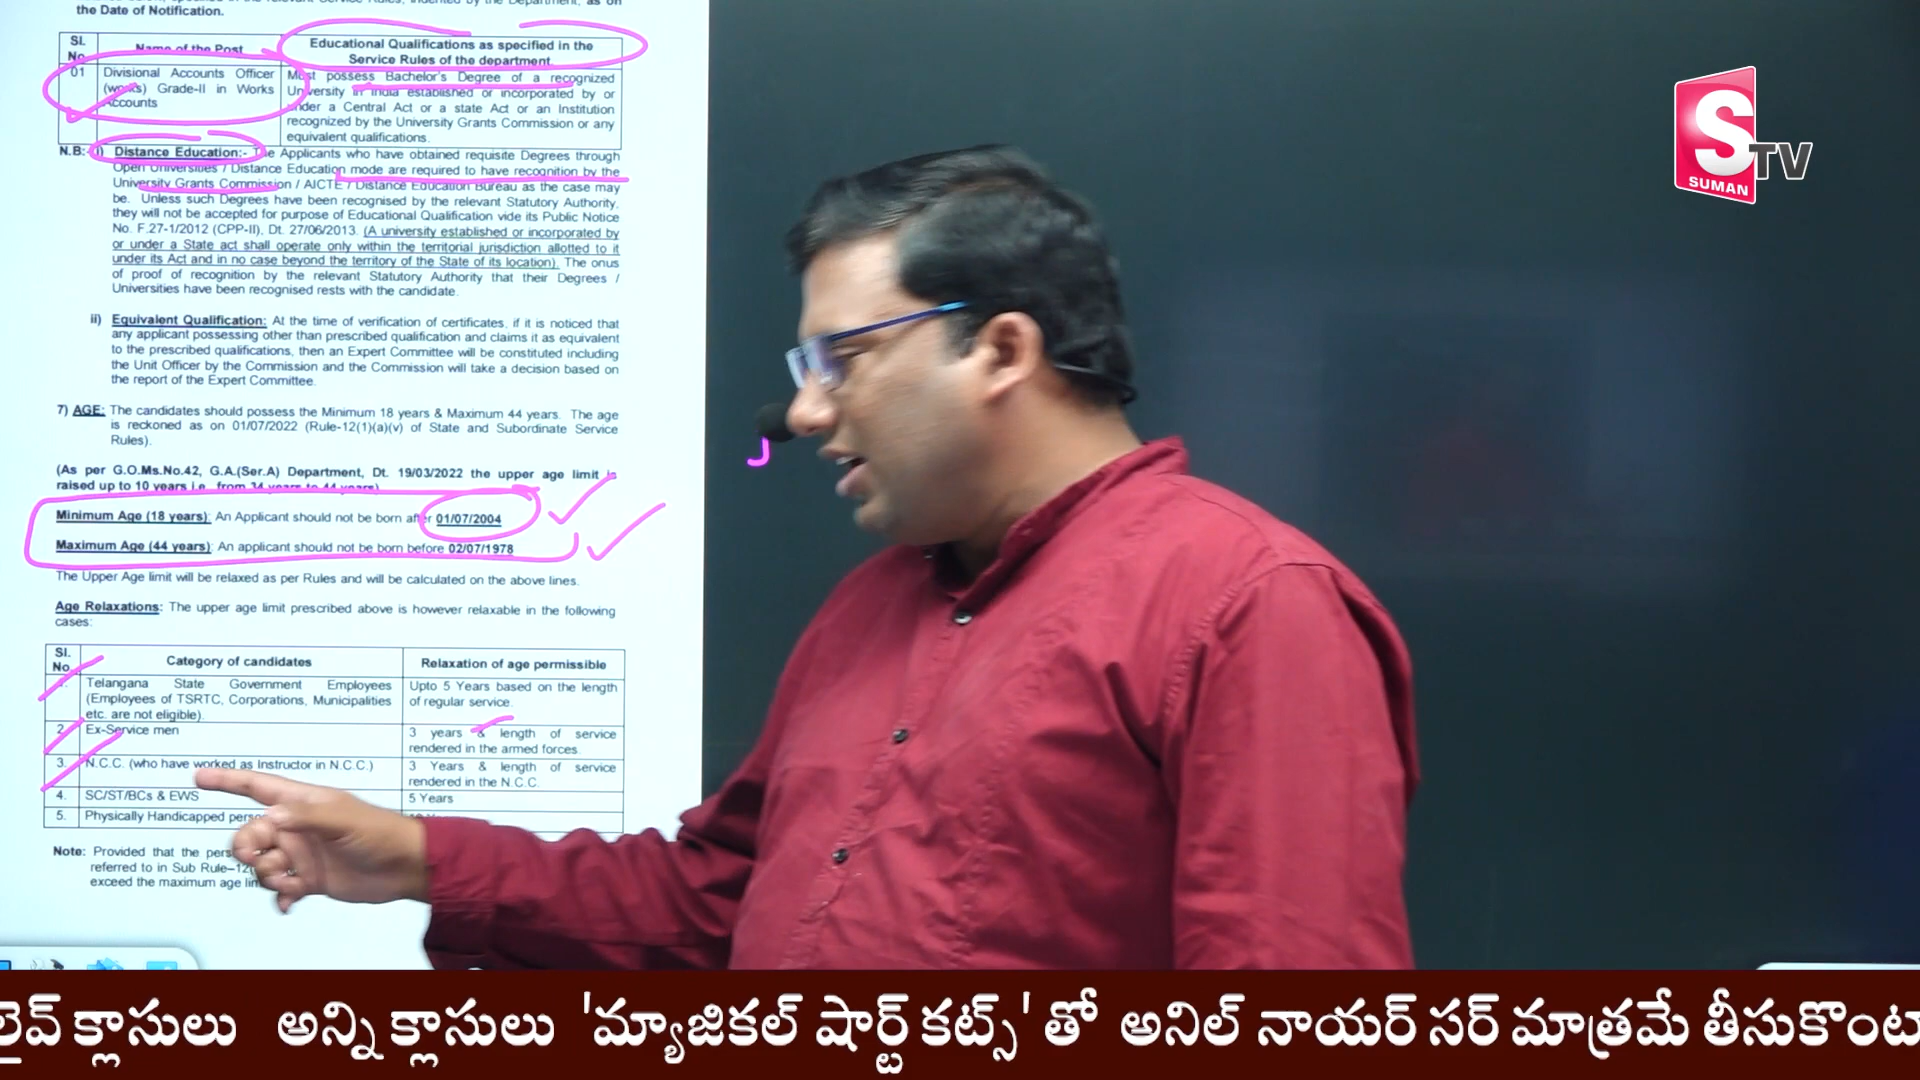 the Date of Notification.
Sl. No.
Name of the Post
Educational Qualifications as specified in the
Service Rules of the department.
01
Divisional Accounts Officer
(works) Grade-II in Works
Accounts
Must possess Bachelor's Degree of a recognized
University in India established or incorporated by or
under a Central Act or a state Act or an Institution
recognized by the University Grants Commission or any
equivalent qualifications.
N.B:- i) Distance Education:- The Applicants who have obtained requisite Degrees through
Open Universities / Distance Education mode are required to have recognition by the
University Grants Commission / AICTE / Distance Education Bureau as the case may
be. Unless such Degrees have been recognised by the relevant Statutory Authority,
they will not be accepted for purpose of Educational Qualification vide its Public Notice
No. F.27-1/2012 (CPP-II), Dt. 27/06/2013. (A university established or incorporated by
or under a State act shall operate only within the territorial jurisdiction allotted to it
under its Act and in no case beyond the territory of the State of its location). The onus
of proof of recognition by the relevant Statutory Authority that their Degrees /
Universities have been recognised rests with the candidate.
ii) Equivalent Qualification: At the time of verification of certificates, if it is noticed that
any applicant possessing other than prescribed qualification and claims it as equivalent
to the prescribed qualifications, then an Expert Committee will be constituted including
the Unit Officer by the Commission and the Commission will take a decision based on
the report of the Expert Committee.
7) AGE: The candidates should possess the Minimum 18 years & Maximum 44 years. The age
is reckoned as on 01/07/2022 (Rule-12(1)(a)(v) of State and Subordinate Service
Rules).
(As per G.O.Ms.No.42, G.A.(Ser.A) Department, Dt. 19/03/2022 the upper age limit is
raised up to 10 years i.e., from 34 years to 44 years)
Minimum Age (18 years): An Applicant should not be born after 01/07/2004
Maximum Age (44 years): An applicant should not be born before 02/07/1978
The Upper Age limit will be relaxed as per Rules and will be calculated on the above lines.
Age Relaxations: The upper age limit prescribed above is however relaxable in the following
cases:
Sl. No.
Category of candidates
Relaxation of age permissible
1.
Telangana State Government Employees
(Employees of TSRTC, Corporations, Municipalities
etc. are not eligible).
Upto 5 Years based on the length
of regular service.
2.
Ex-Service men
3 years & length of service
rendered in the armed forces.
3.
N.C.C. (who have worked as Instructor in N.C.C.)
3 Years & length of service
rendered in the N.C.C.
4.
SC/ST/BCs & EWS
5 Years
5.
Physically Handicapped
Note: Provided that the
referred to in Sub
exceed the maximum age
S TV
SUMAN
లైవ్ క్లాసులు అన్ని క్లాసులు 'మ్యాజికల్ షార్ట్ కట్స్' తో అనిల్ నాయర్ సర్ మాత్రమే